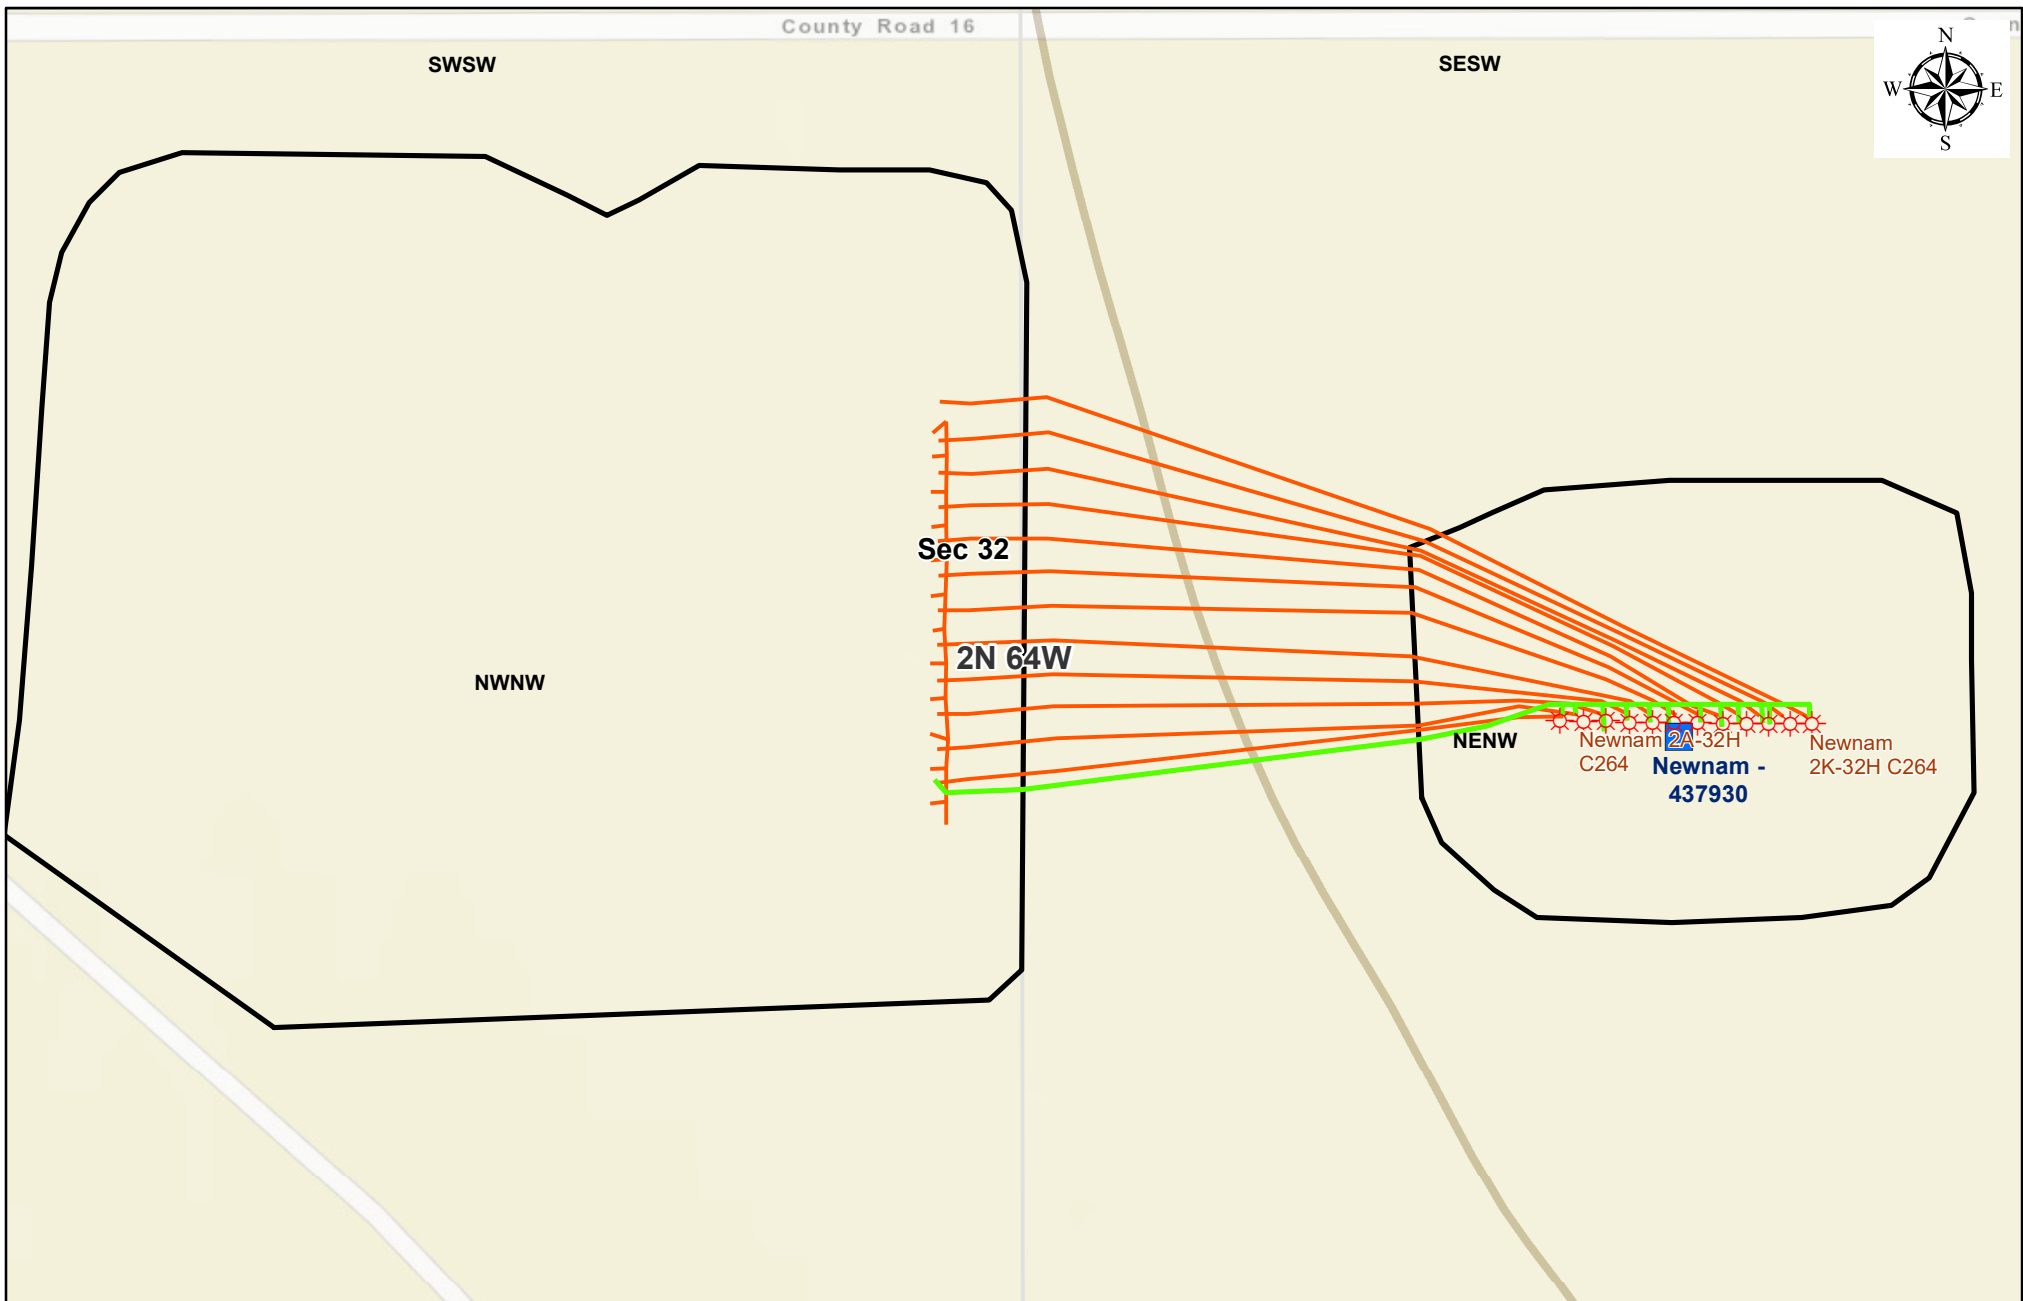 County Road 16
SWSW
SESW
N
W
E
S
Sec 32
2N 64W
NWNW
NENW
Newnam 2A-32H
C264
Newnam -
437930
Newnam
2K-32H C264